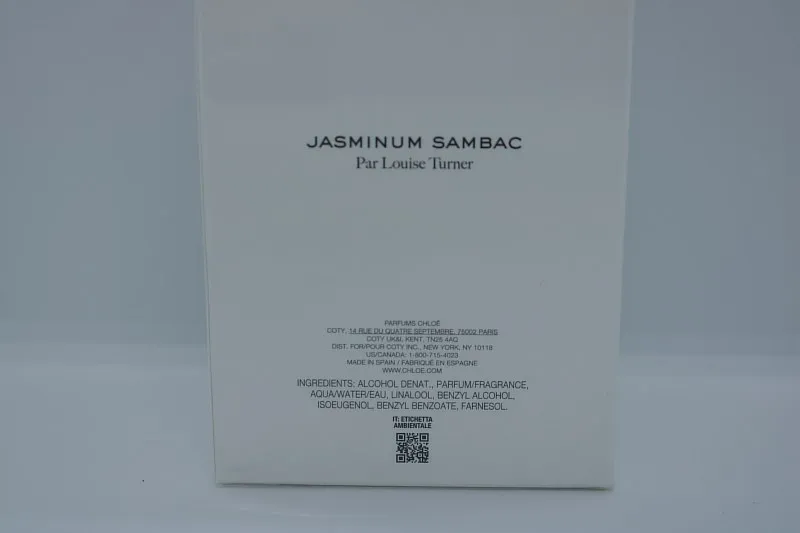 JASMINUM SAMBAC
Par Louise Turner
PARFUMS CHLOÉ
COTY, 14 RUE DU QUATRE SEPTEMBRE, 75002 PARIS
COTY UK&I, KENT, TN25 4AQ
DIST. FOR/POUR COTY INC., NEW YORK, NY 10118
US/CANADA: 1-800-715-4023
MADE IN SPAIN / FABRIQUÉ EN ESPAGNE
WWW.CHLOE.COM
INGREDIENTS: ALCOHOL DENAT., PARFUM/FRAGRANCE,
AQUA/WATER/EAU, LINALOOL, BENZYL ALCOHOL,
ISOEUGENOL, BENZYL BENZOATE, FARNESOL.
IT: ETICHETTA
AMBIENTALE